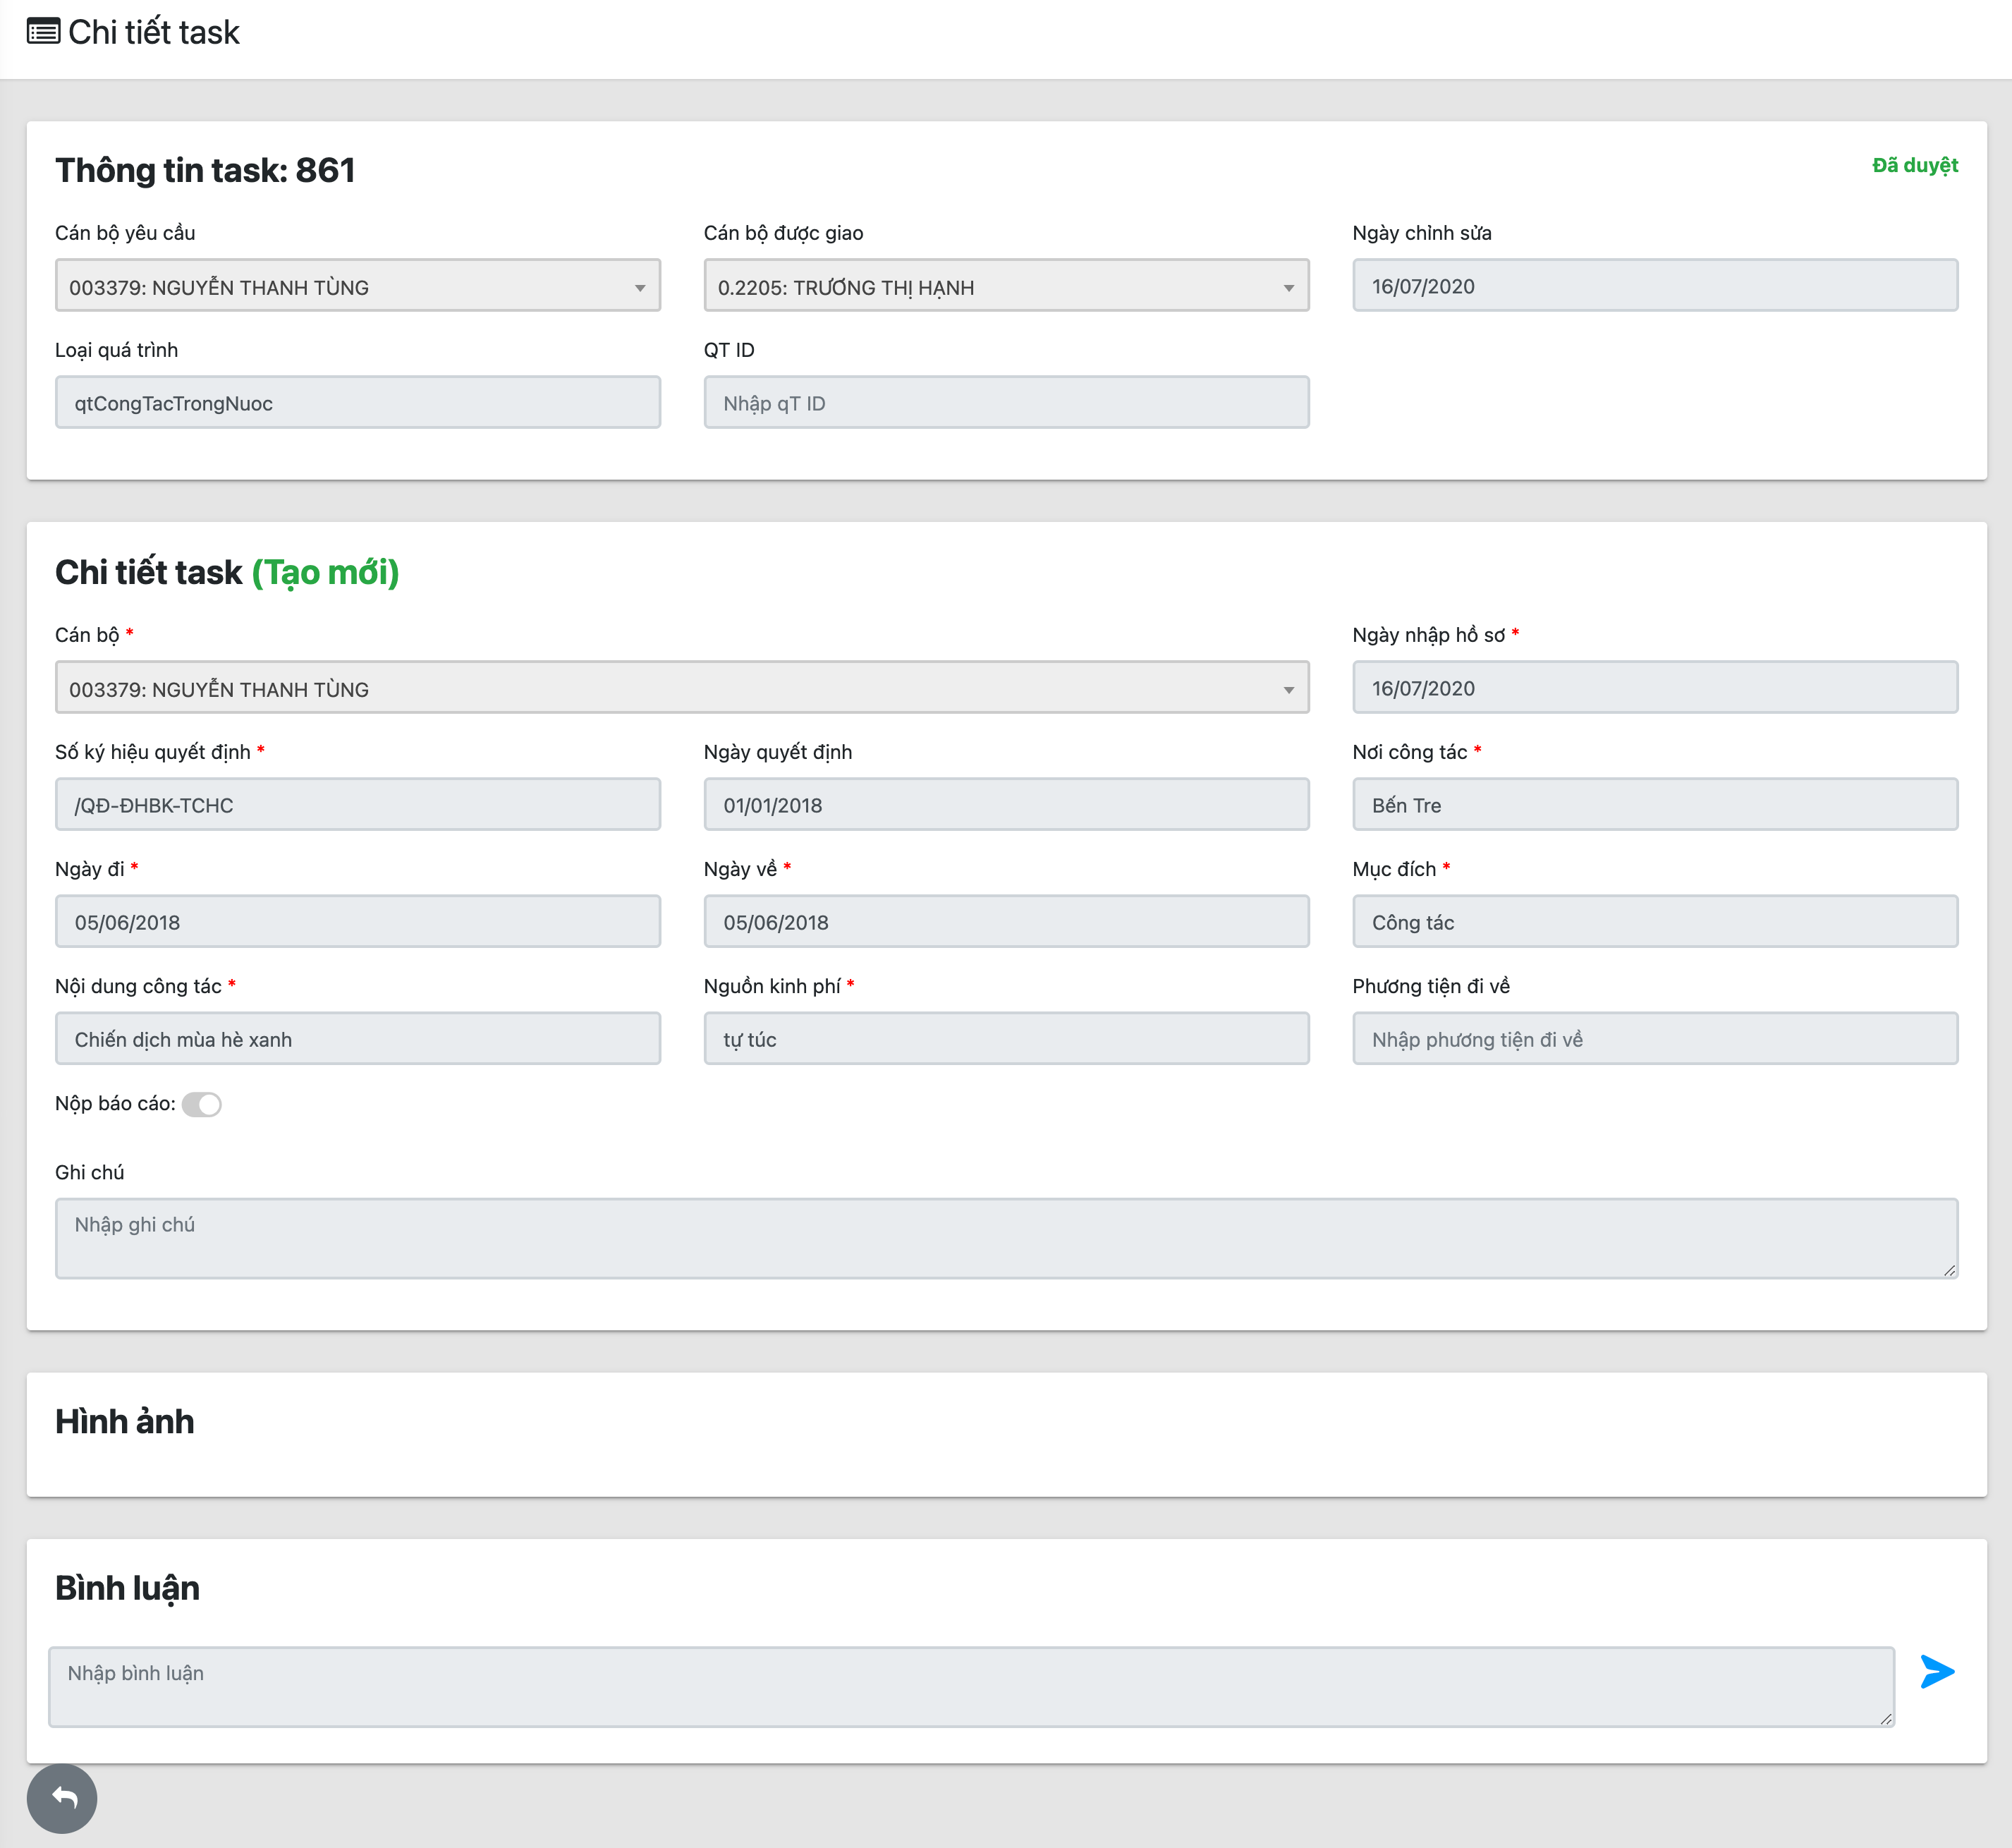 Chi tiết task
Thông tin task: 861
Đã duyệt
Cán bộ yêu cầu
Cán bộ được giao
Ngày chỉnh sửa
003379: NGUYỄN THANH TÙNG
0.2205: TRƯƠNG THỊ HẠNH
16/07/2020
Loại quá trình
QT ID
qtCongTacTrongNuoc
Nhập qT ID
Chi tiết task (Tạo mới)
Cán bộ *
Ngày nhập hồ sơ *
003379: NGUYỄN THANH TÙNG
16/07/2020
Số ký hiệu quyết định *
Ngày quyết định
Nơi công tác *
/QĐ-ĐHBK-TCHC
01/01/2018
Bến Tre
Ngày đi *
Ngày về *
Mục đích *
05/06/2018
05/06/2018
Công tác
Nội dung công tác *
Nguồn kinh phí *
Phương tiện đi về
Chiến dịch mùa hè xanh
tự túc
Nhập phương tiện đi về
Nộp báo cáo:
Ghi chú
Nhập ghi chú
Hình ảnh
Bình luận
Nhập bình luận